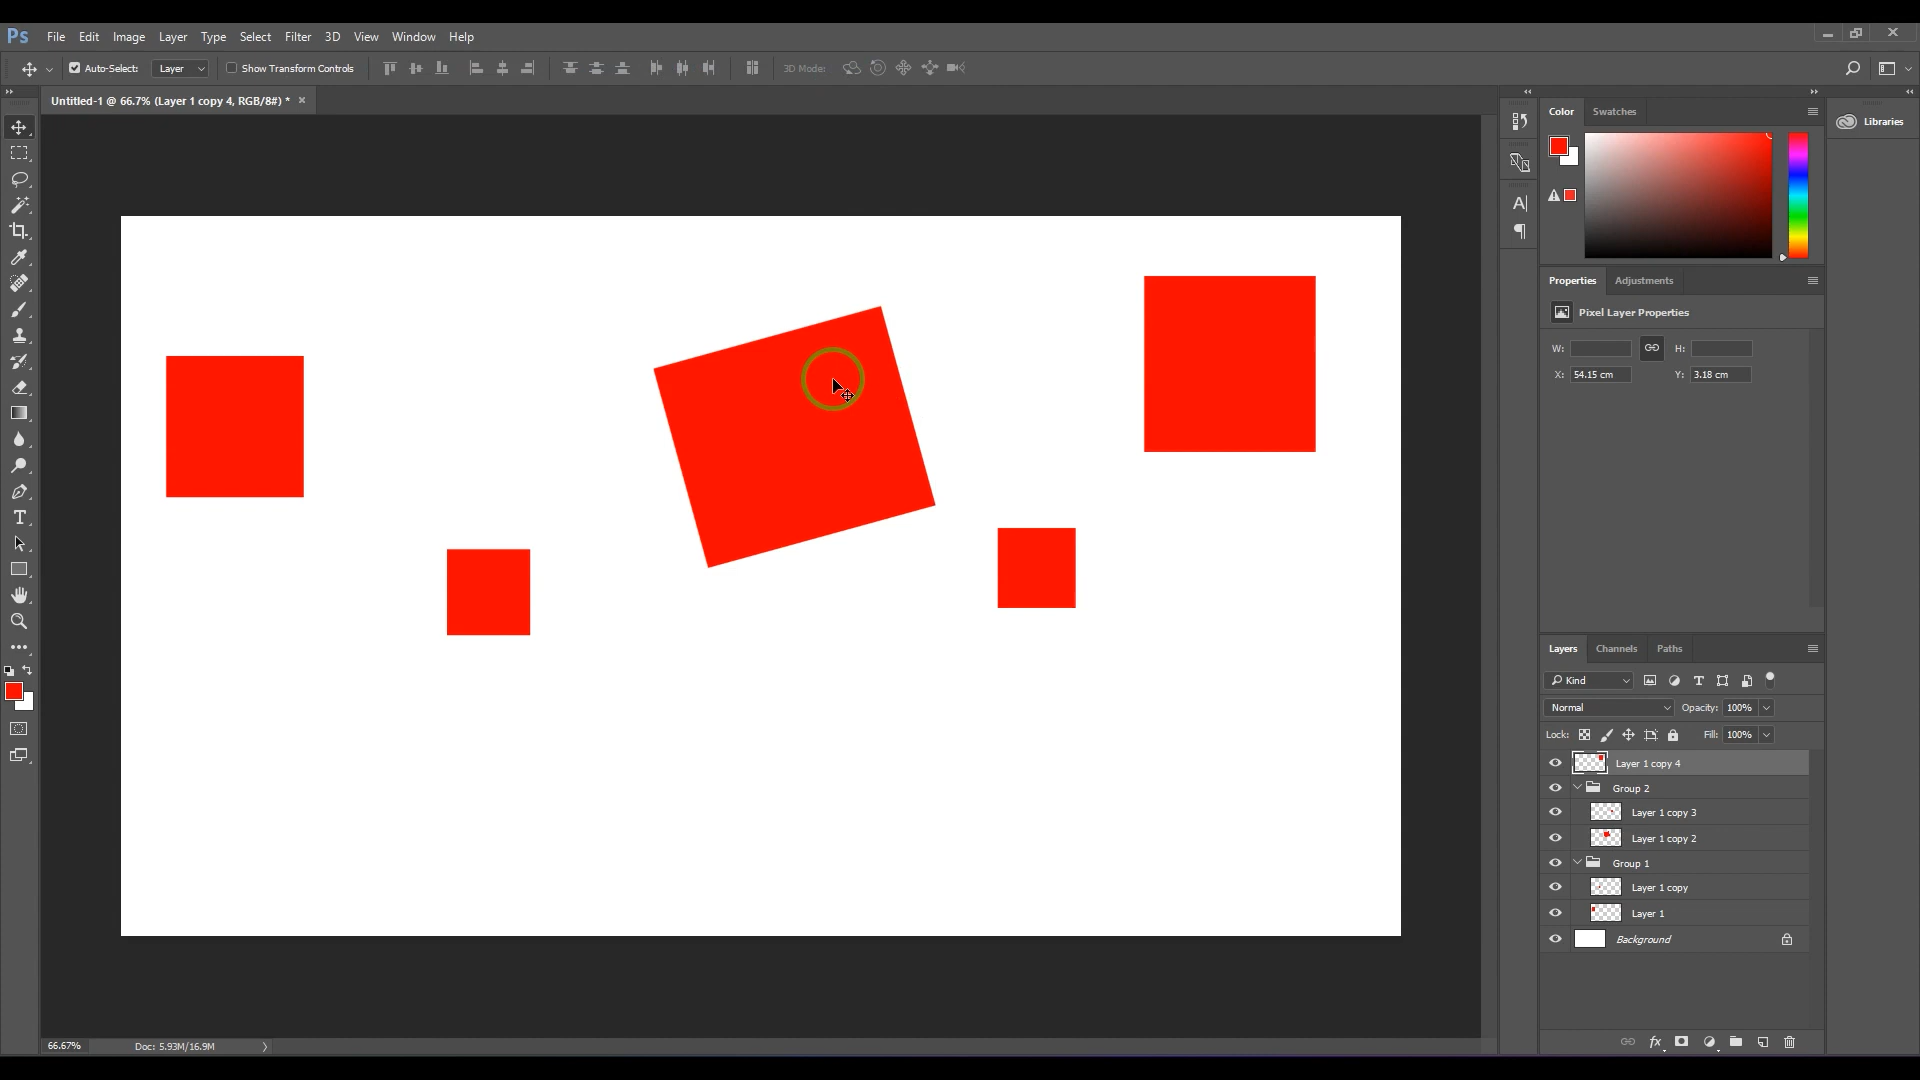 Ps File Edit Image Layer Type Select Filter 3D View Window Help
Auto-Select: Layer Show Transform Controls 3D Mode:
Untitled-1 @ 66.7% (Layer 1 copy 4, RGB/8#) * ×
Color Swatches
Libraries
Properties Adjustments
Pixel Layer Properties
W: H:
X: 54.15 cm Y: 3.18 cm
Layers Channels Paths
Kind
Normal Opacity: 100%
Lock: Fill: 100%
Layer 1 copy 4
Group 2
Layer 1 copy 3
Layer 1 copy 2
Group 1
Layer 1 copy
Layer 1
Background
fx
66.67% Doc: 5.93M/16.9M